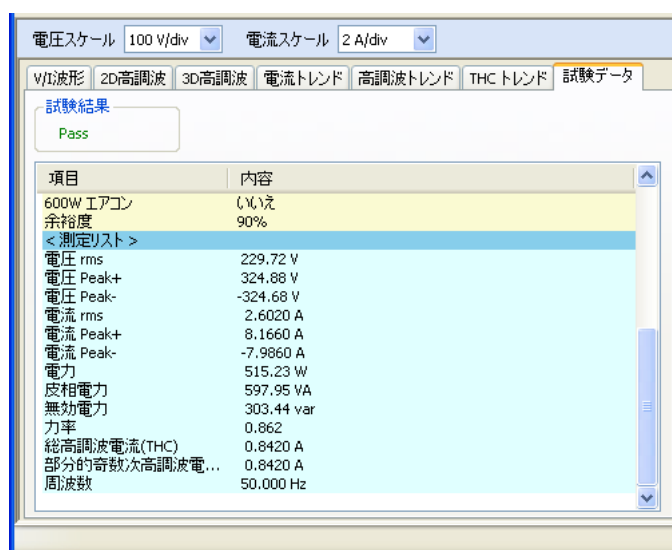 電圧スケール 100 V/div 電流スケール 2 A/div
V/I波形 2D高調波 3D高調波 電流トレンド 高調波トレンド THCトレンド 試験データ
試験結果
Pass
項目 内容
600W エアコン いいえ
余裕度 90%
< 測定リスト >
電圧 rms 229.72 V
電圧 Peak+ 324.88 V
電圧 Peak- -324.68 V
電流 rms 2.6020 A
電流 Peak+ 8.1660 A
電流 Peak- -7.9860 A
電力 515.23 W
皮相電力 597.95 VA
無効電力 303.44 var
力率 0.862
総高調波電流(THC) 0.8420 A
部分的奇数次高調波電... 0.8420 A
周波数 50.000 Hz